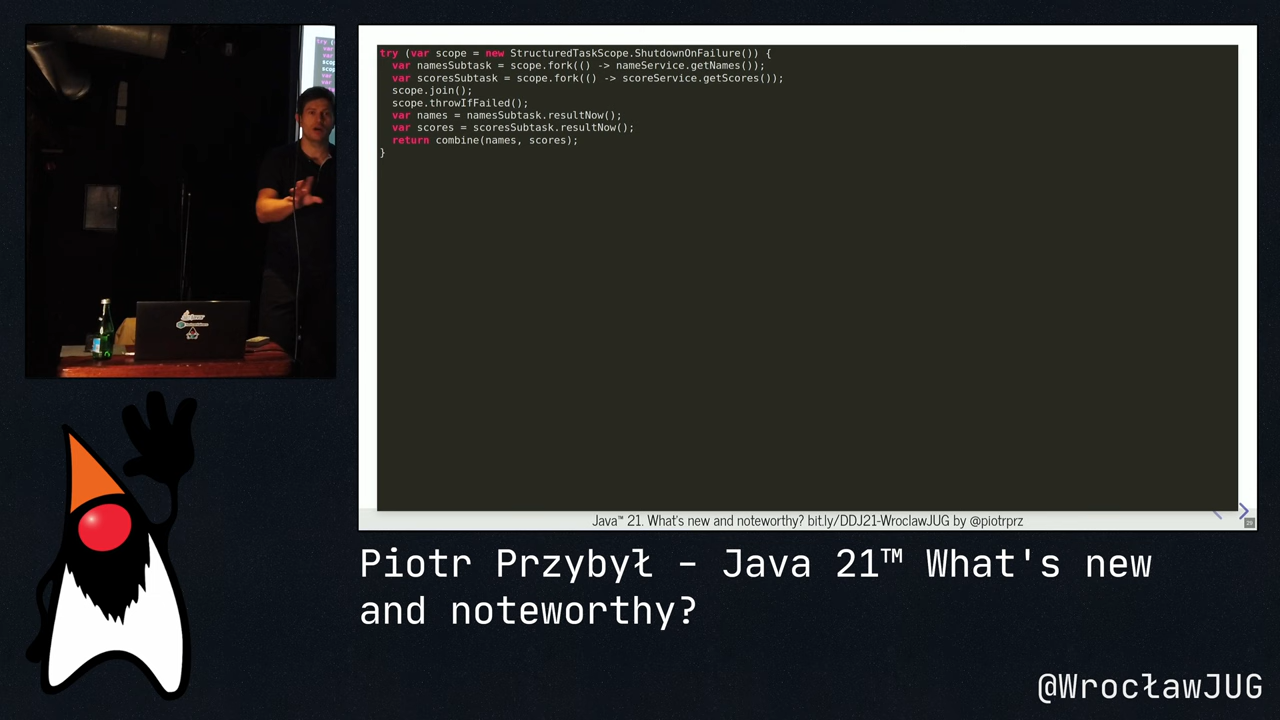 try (var scope = new StructuredTaskScope.ShutdownOnFailure()) {
var namesSubtask = scope.fork(() -> nameService.getNames());
var scoresSubtask = scope.fork(() -> scoreService.getScores());
scope.join();
scope.throwIfFailed();
var names = namesSubtask.resultNow();
var scores = scoresSubtask.resultNow();
return combine(names, scores);
}
Java™ 21. What's new and noteworthy? bit.ly/DDJ21-WroclawJUG by @piotrprz
Piotr Przybył – Java 21™ What's new
and noteworthy?
@WrocławJUG